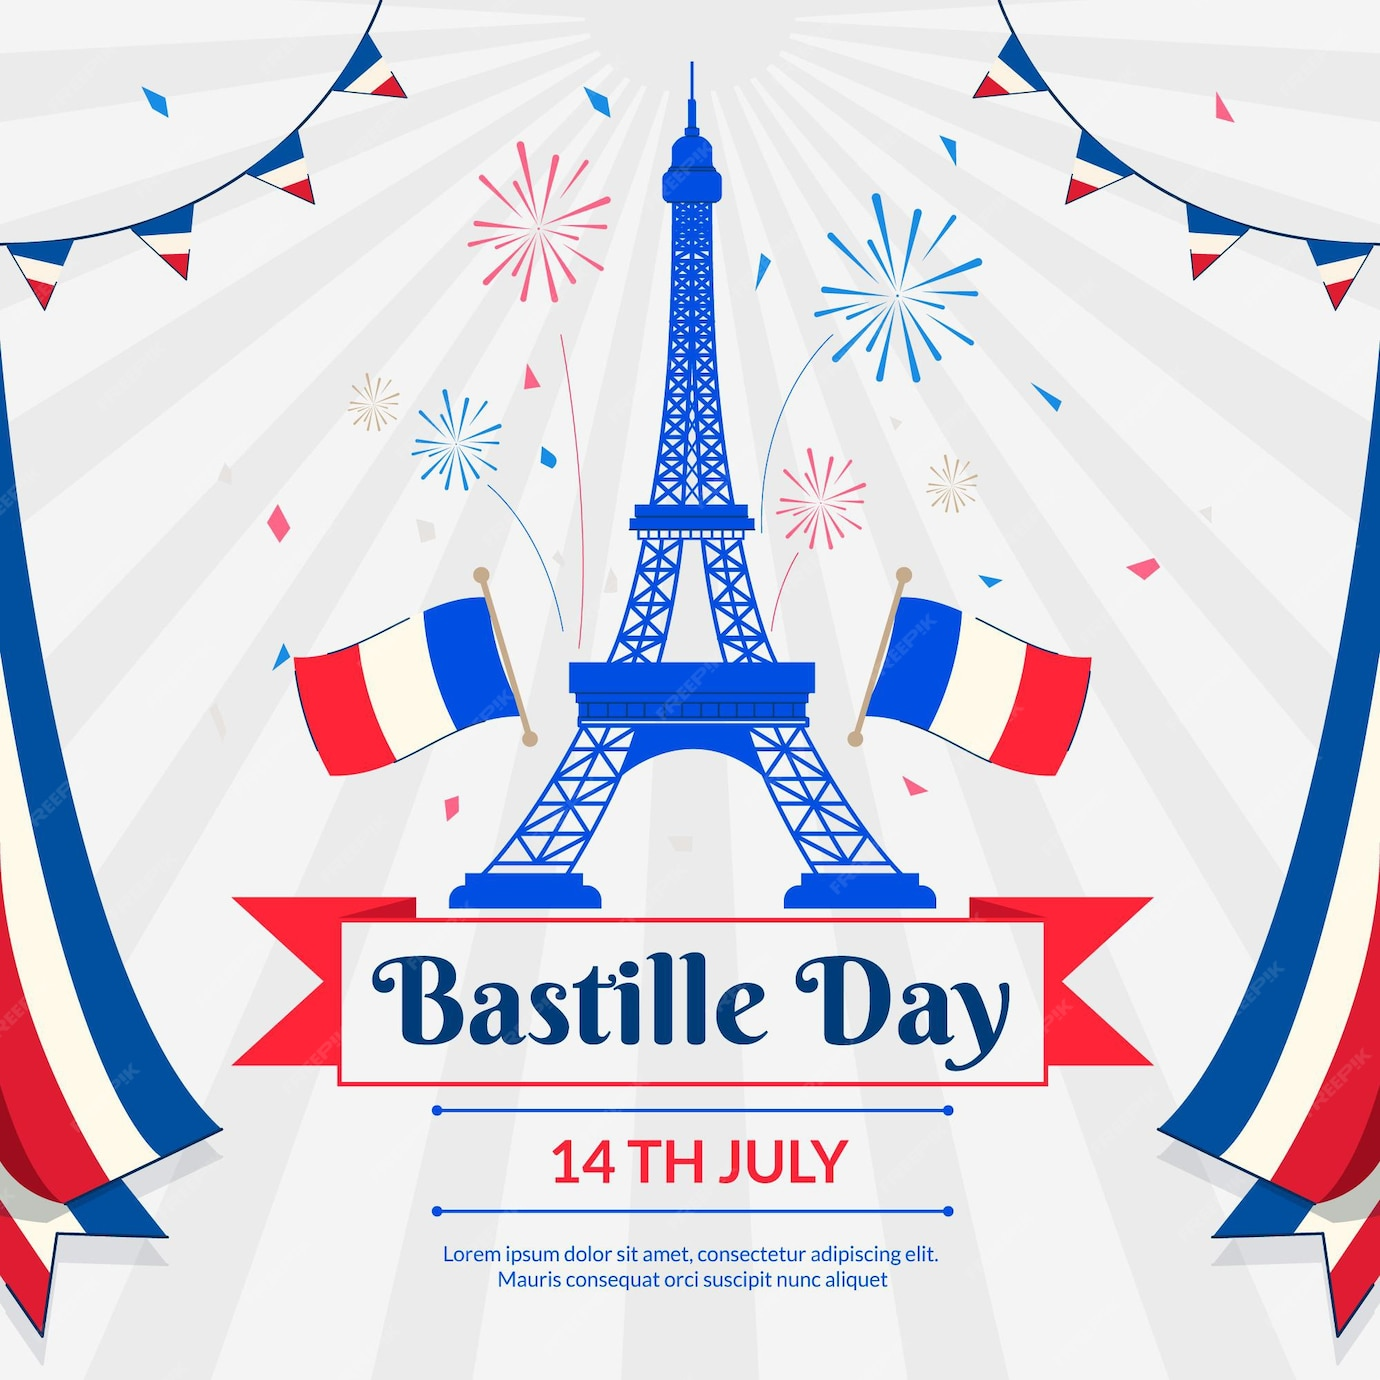 Bastille Day
14 TH JULY
Lorem ipsum dolor sit amet, consectetur adipiscing elit.
Mauris consequat orci suscipit nunc aliquet